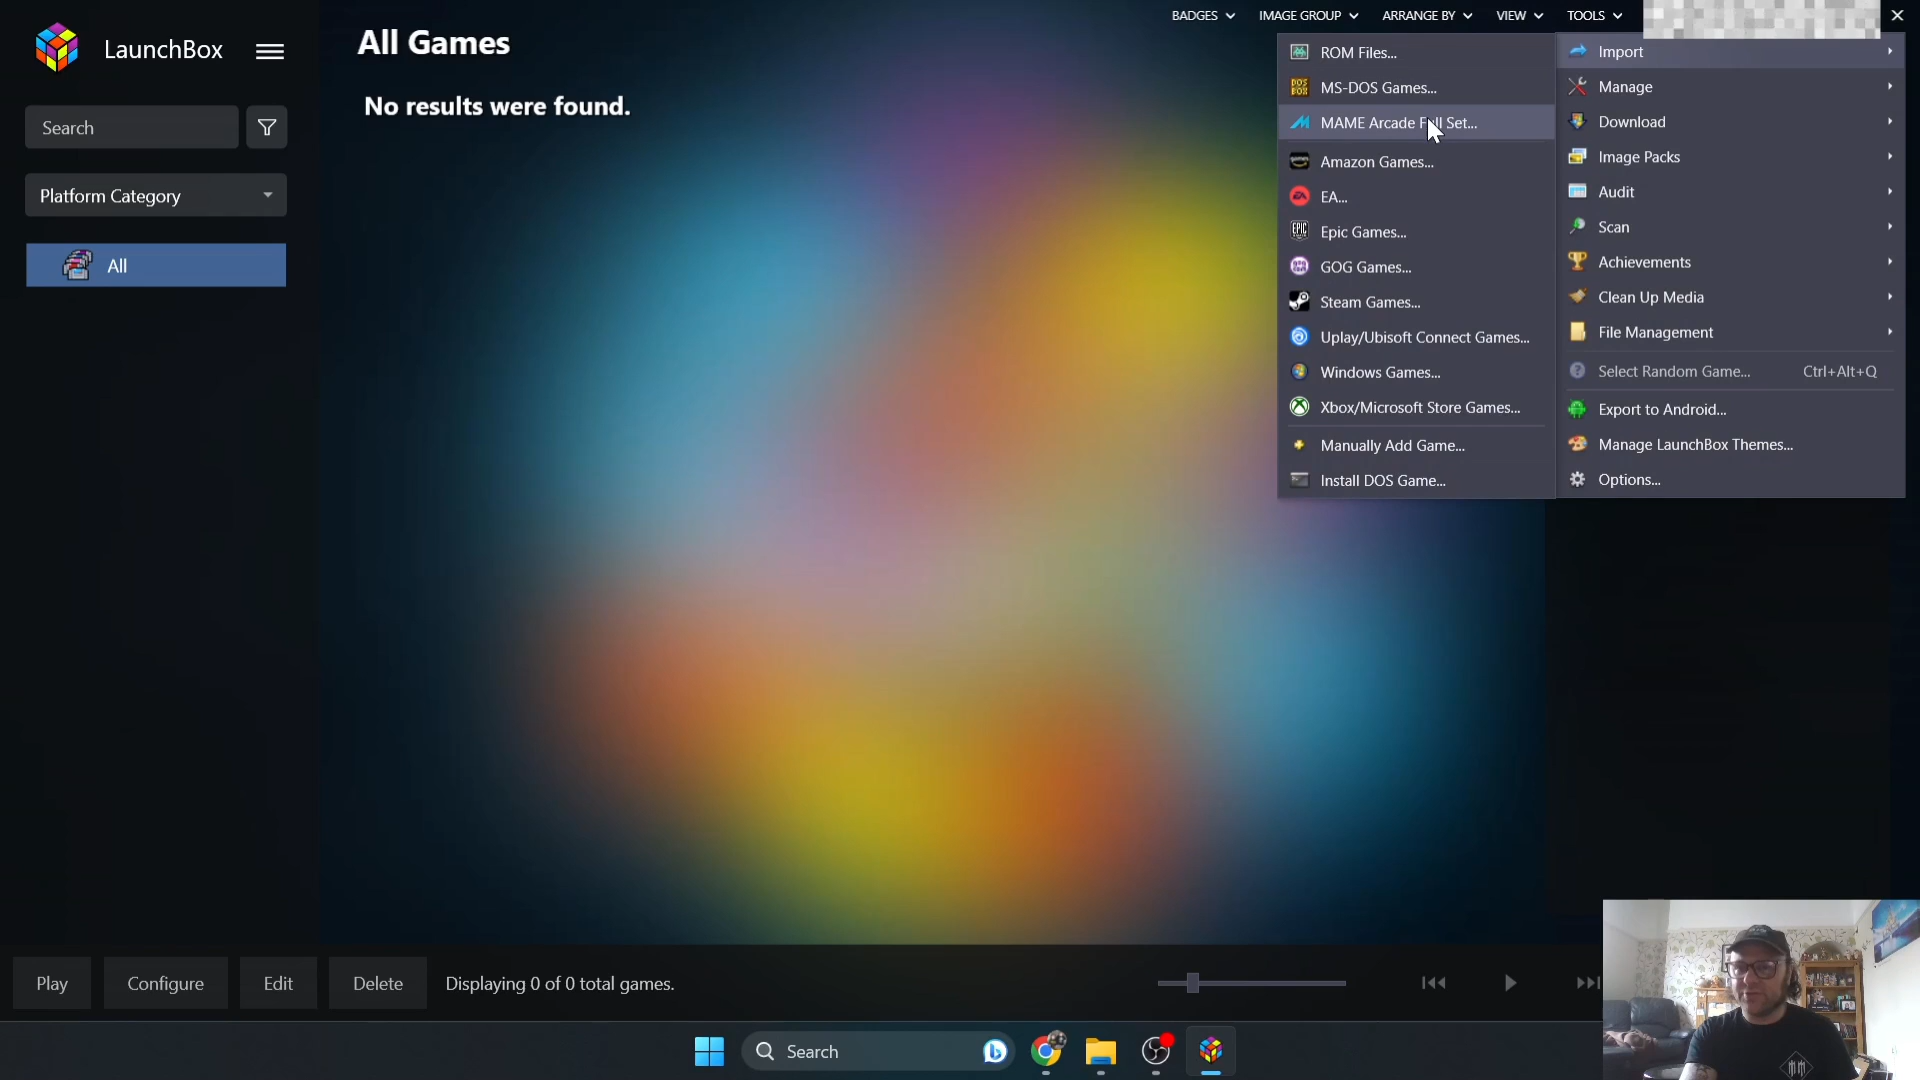 LaunchBox
Search
Platform Category
All
All Games
No results were found.
BADGES
IMAGE GROUP
ARRANGE BY
VIEW
TOOLS
ROM Files...
MS-DOS Games...
MAME Arcade Full Set...
Amazon Games...
EA...
Epic Games...
GOG Games...
Steam Games...
Uplay/Ubisoft Connect Games...
Windows Games...
Xbox/Microsoft Store Games...
Manually Add Game...
Install DOS Game...
Import
Manage
Download
Image Packs
Audit
Scan
Achievements
Clean Up Media
File Management
Select Random Game... Ctrl+Alt+Q
Export to Android...
Manage LaunchBox Themes...
Options...
Play
Configure
Edit
Delete
Displaying 0 of 0 total games.
Search